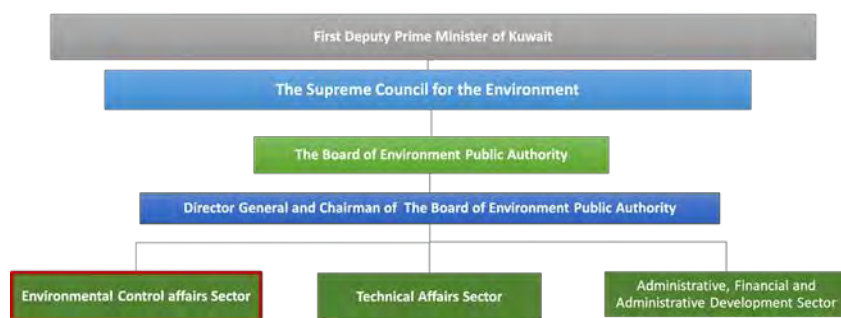 First Deputy Prime Minister of Kuwait
The Supreme Council for the Environment
The Board of Environment Public Authority
Director General and Chairman of The Board of Environment Public Authority
Environmental Control affairs Sector
Technical Affairs Sector
Administrative, Financial and
Administrative Development Sector